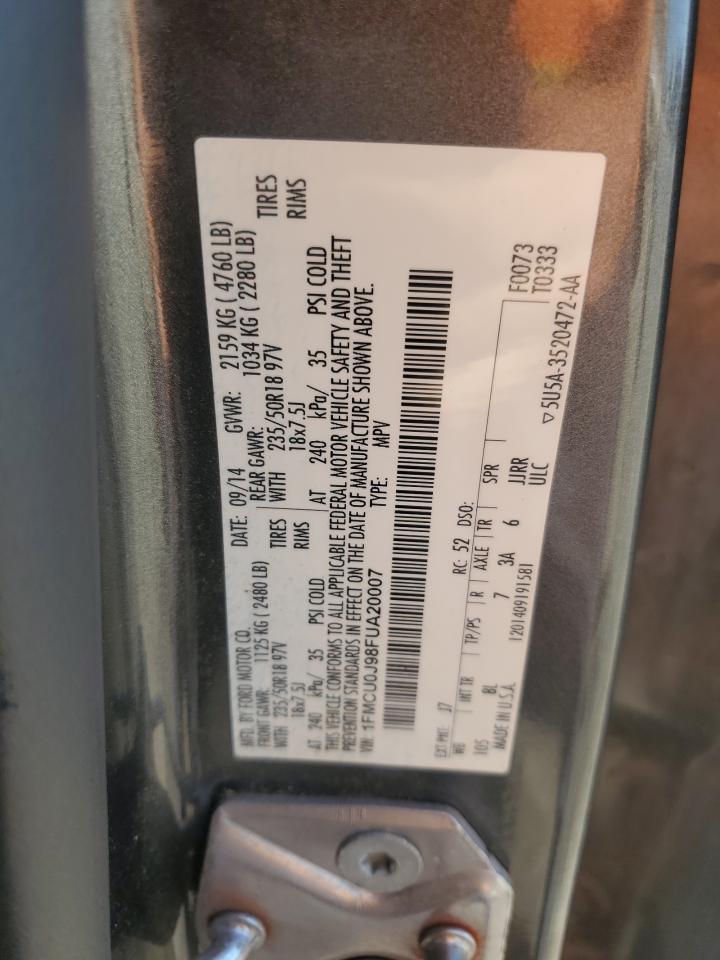 MFD. BY FORD MOTOR CO.
DATE: 09/14 GVWR: 2159 KG ( 4760 LB)
FRONT GAWR: 1125 KG ( 2480 LB) REAR GAWR: 1034 KG ( 2280 LB)
WITH 235/50R18 97V TIRES WITH 235/50R18 97V TIRES
18x7.5J RIMS 18x7.5J RIMS
AT 240 kPa/ 35 PSI COLD AT 240 kPa/ 35 PSI COLD
THIS VEHICLE CONFORMS TO ALL APPLICABLE FEDERAL MOTOR VEHICLE SAFETY AND THEFT
PREVENTION STANDARDS IN EFFECT ON THE DATE OF MANUFACTURE SHOWN ABOVE.
VIN: 1FMCU0J98FUA20007 TYPE: MPV
EXT PNT: J7 RC: 52 DSO:
WB INT TR TP/PS R AXLE TR SPR F0073
105 8L 7 3A 6 JJRR T0333
MADE IN U.S.A. 1201409191581 ULC ▽5U5A-3520472-AA